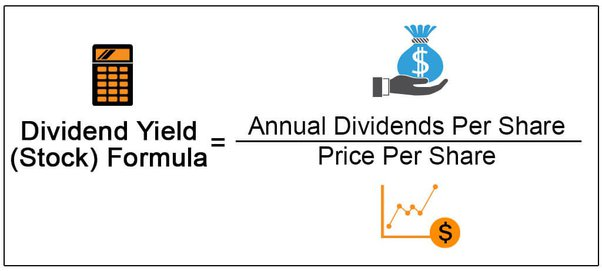 Dividend Yield
(Stock) Formula
=
Annual Dividends Per Share
Price Per Share
$
$